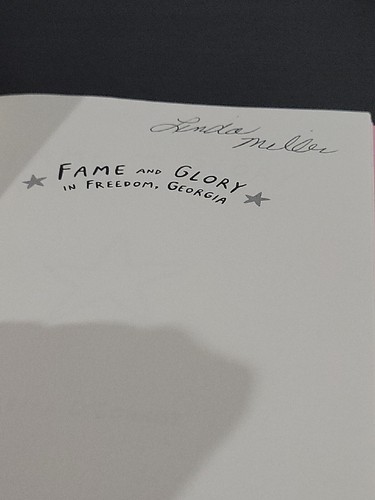 Linda
Miller
FAME AND GLORY
IN FREEDOM, GEORGIA